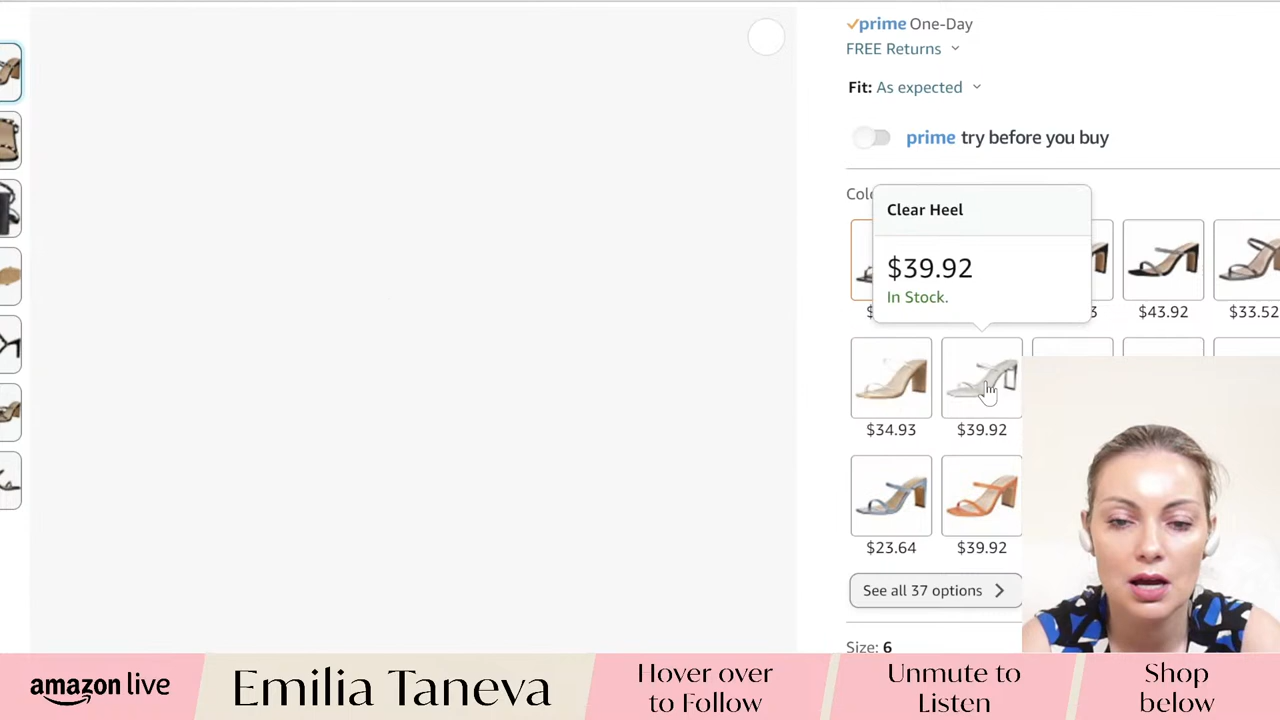 prime One-Day
FREE Returns
Fit: As expected
prime try before you buy
Clear Heel
$39.92
In Stock.
$43.92
$33.52
$34.93
$39.92
$23.64
$39.92
See all 37 options
Size: 6
amazon live
Emilia Taneva
Hover over
to Follow
Unmute to
Listen
Shop
below